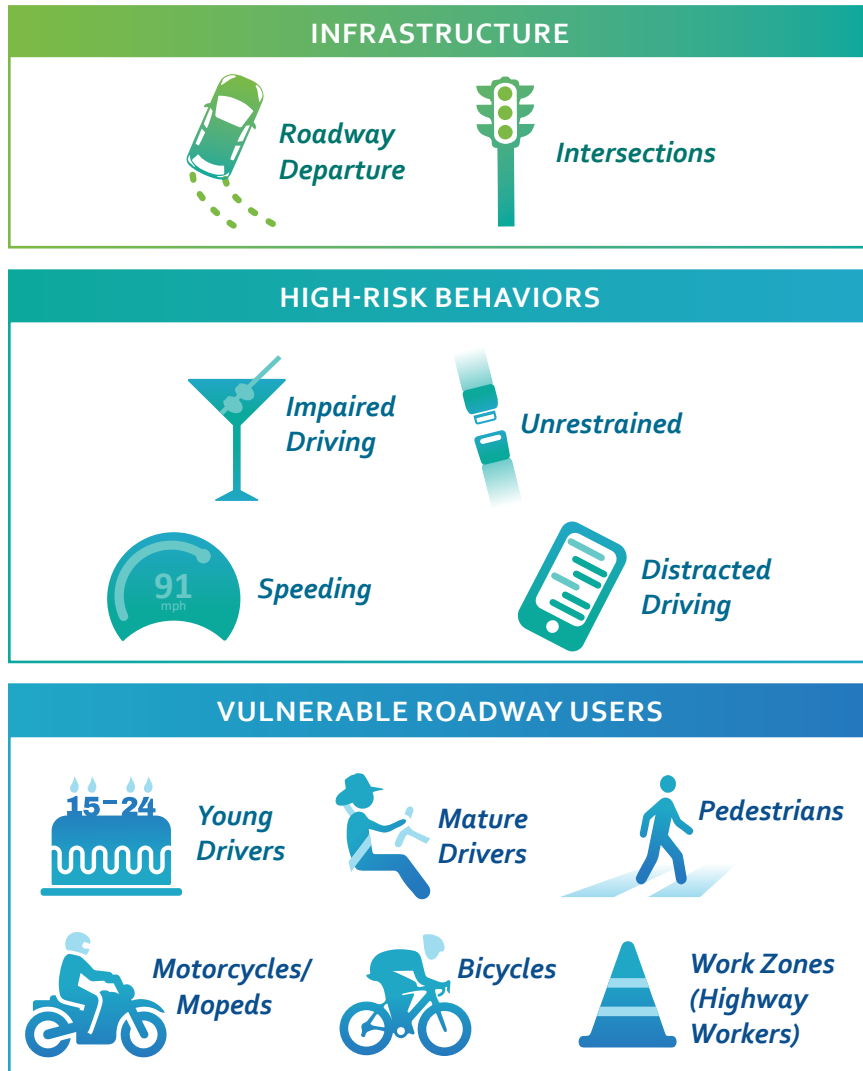 INFRASTRUCTURE
Roadway
Departure
Intersections
HIGH-RISK BEHAVIORS
Impaired
Driving
Unrestrained
91
mph
Speeding
Distracted
Driving
VULNERABLE ROADWAY USERS
15-24
Young
Drivers
Mature
Drivers
Pedestrians
Motorcycles/
Mopeds
Bicycles
Work Zones
(Highway
Workers)